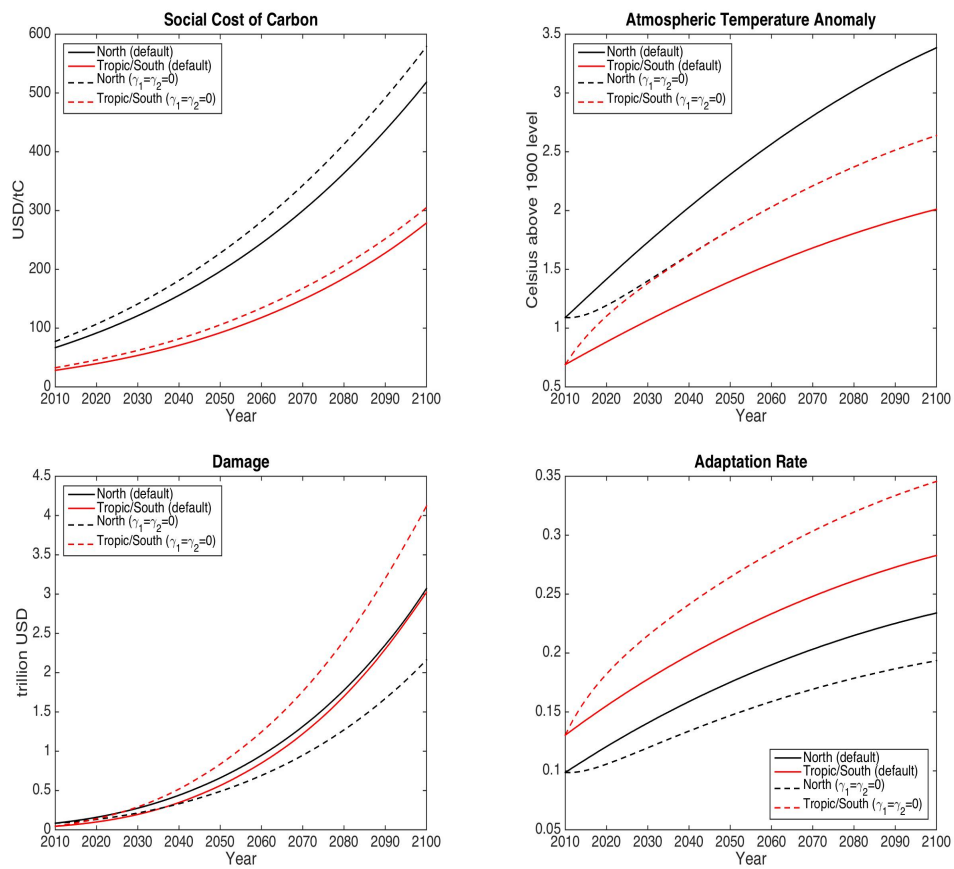 Social Cost of Carbon
600
500
400
300
200
100
0
USD/tC
North (default)
Tropic/South (default)
North (γ1=γ2=0)
Tropic/South (γ1=γ2=0)
2010 2020 2030 2040 2050 2060 2070 2080 2090 2100
Year
Atmospheric Temperature Anomaly
3.5
3
2.5
2
1.5
1
0.5
Celsius above 1900 level
North (default)
Tropic/South (default)
North (γ1=γ2=0)
Tropic/South (γ1=γ2=0)
2010 2020 2030 2040 2050 2060 2070 2080 2090 2100
Year
Damage
4.5
4
3.5
3
2.5
2
1.5
1
0.5
0
trillion USD
North (default)
Tropic/South (default)
North (γ1=γ2=0)
Tropic/South (γ1=γ2=0)
2010 2020 2030 2040 2050 2060 2070 2080 2090 2100
Year
Adaptation Rate
0.35
0.3
0.25
0.2
0.15
0.1
0.05
North (default)
Tropic/South (default)
North (γ1=γ2=0)
Tropic/South (γ1=γ2=0)
2010 2020 2030 2040 2050 2060 2070 2080 2090 2100
Year